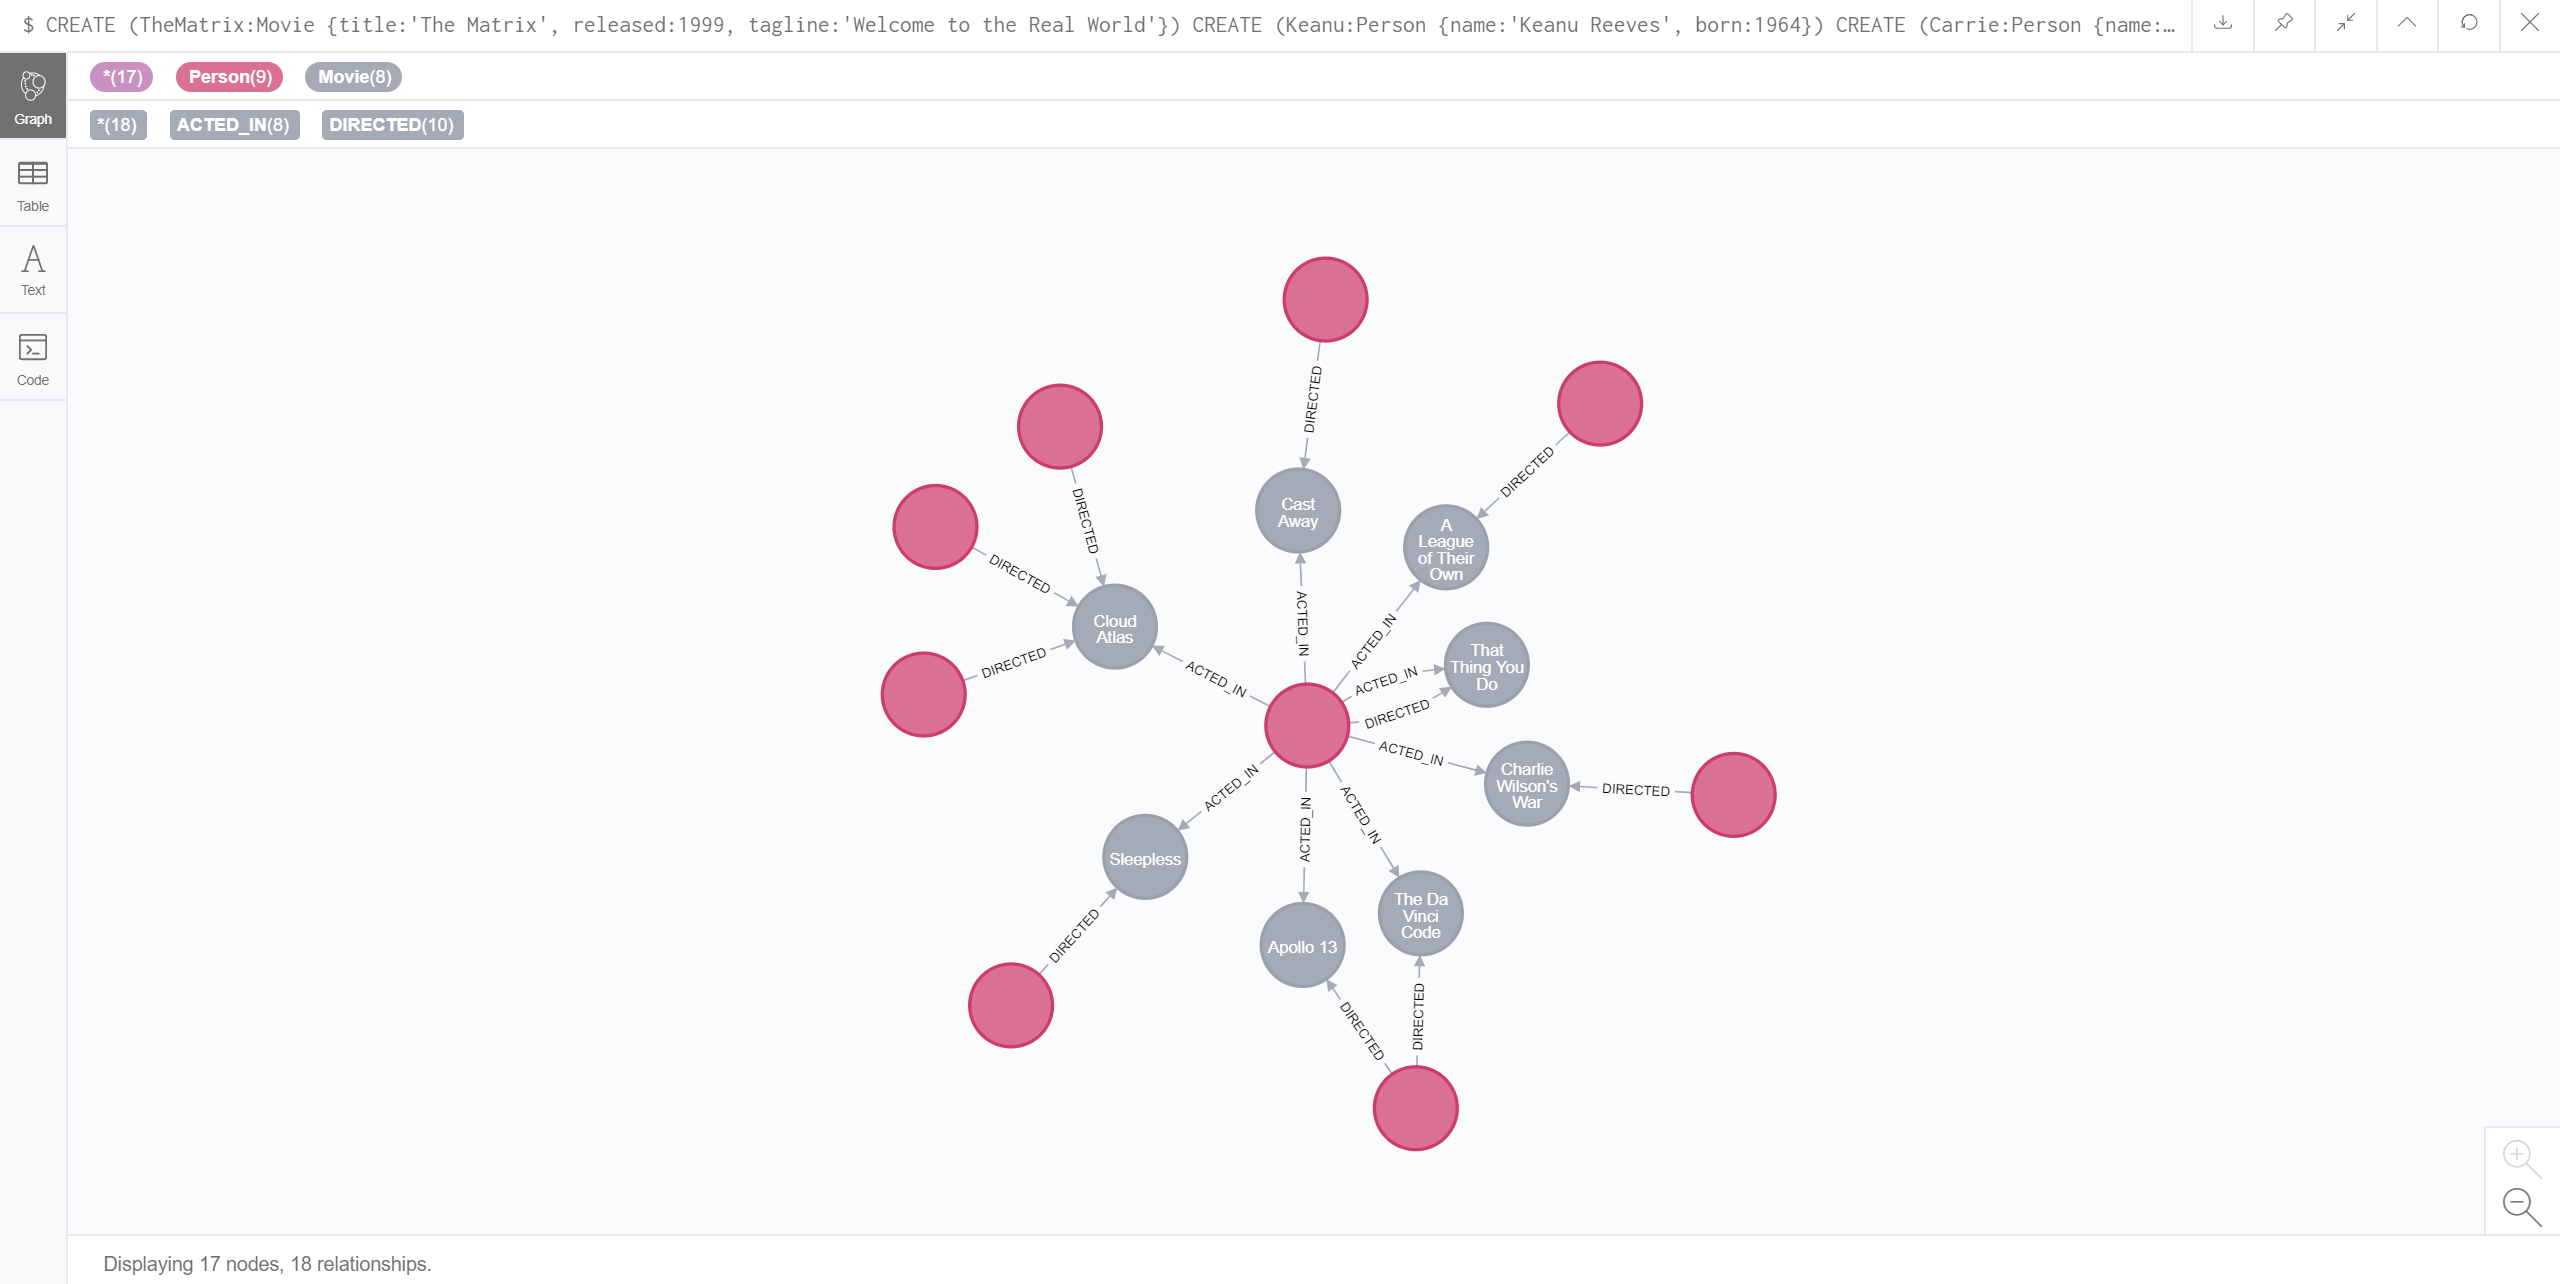 $ CREATE (TheMatrix:Movie {title:'The Matrix', released:1999, tagline:'Welcome to the Real World'}) CREATE (Keanu:Person {name:'Keanu Reeves', born:1964}) CREATE (Carrie:Person {name:…
*(17) Person(9) Movie(8)
*(18) ACTED_IN(8) DIRECTED(10)
Graph
Table
Text
Code
DIRECTED
DIRECTED
DIRECTED
DIRECTED
DIRECTED
Cast
Away
A
League
of Their
Own
Cloud
Atlas
ACTED_IN
ACTED_IN
ACTED_IN
ACTED_IN
DIRECTED
That
Thing You
Do
ACTED_IN
Charlie
Wilson's
War
DIRECTED
ACTED_IN
ACTED_IN
ACTED_IN
Sleepless
Apollo 13
The Da
Vinci
Code
DIRECTED
DIRECTED
DIRECTED
Displaying 17 nodes, 18 relationships.